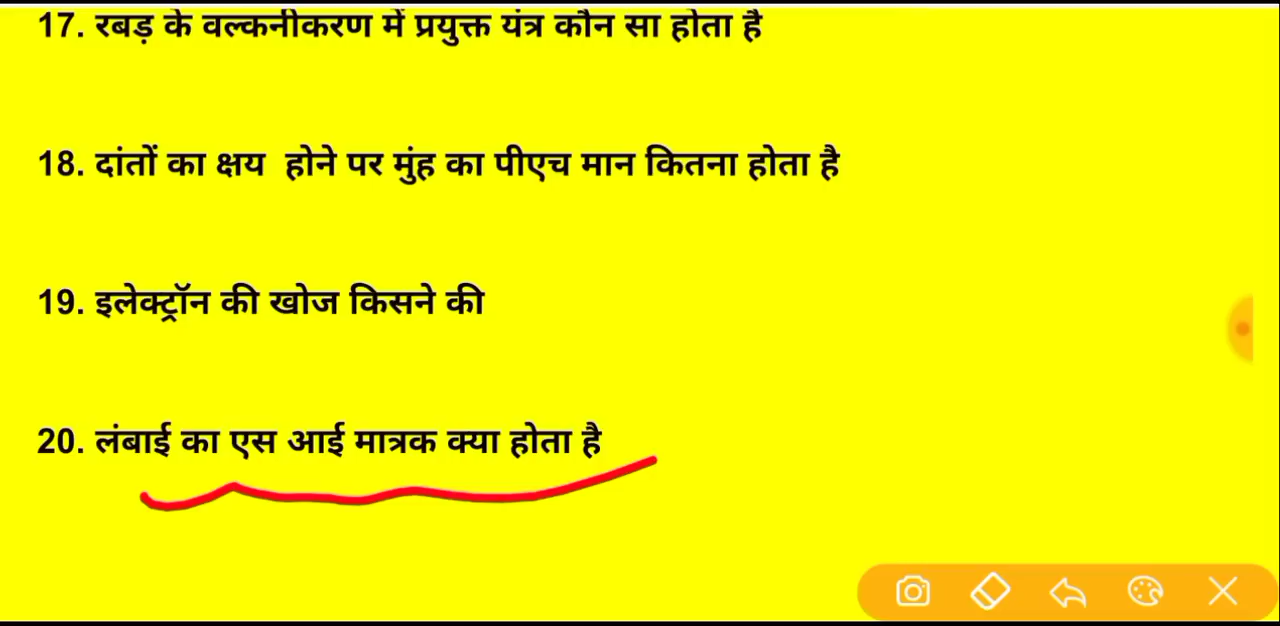 17. रबड़ के वल्कनीकरण में प्रयुक्त यंत्र कौन सा होता है
18. दांतों का क्षय होने पर मुंह का पीएच मान कितना होता है
19. इलेक्ट्रॉन की खोज किसने की
20. लंबाई का एस आई मात्रक क्या होता है